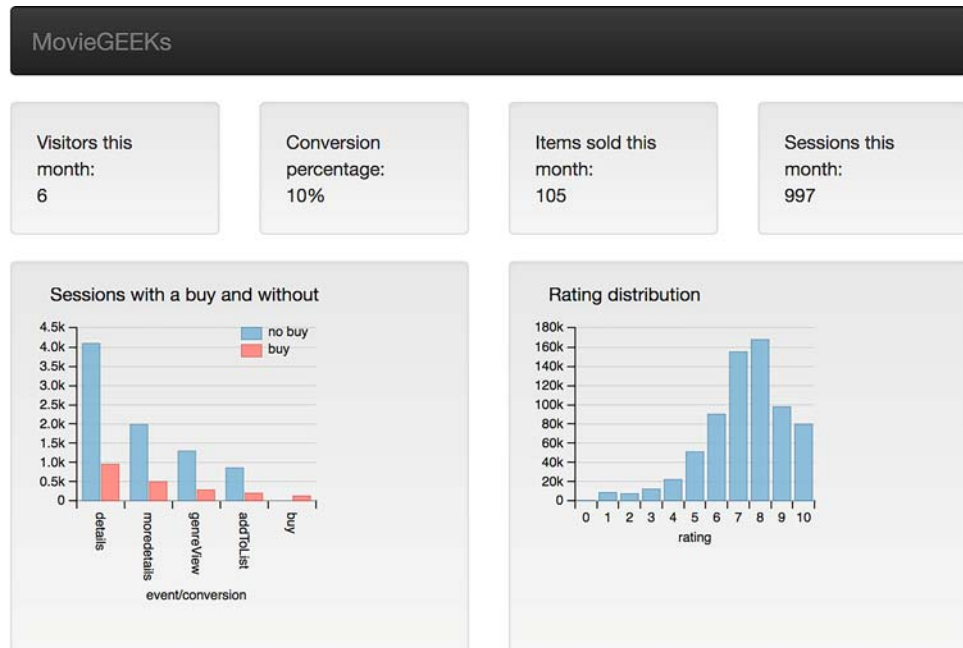 MovieGEEKs
Visitors this
month:
6
Conversion
percentage:
10%
Items sold this
month:
105
Sessions this
month:
997
Sessions with a buy and without
4.5k
4.0k
3.5k
3.0k
2.5k
2.0k
1.5k
1.0k
0.5k
0
no buy
buy
details
moredetails
genreView
addToList
buy
event/conversion
Rating distribution
180k
160k
140k
120k
100k
80k
60k
40k
20k
0
0 1 2 3 4 5 6 7 8 9 10
rating